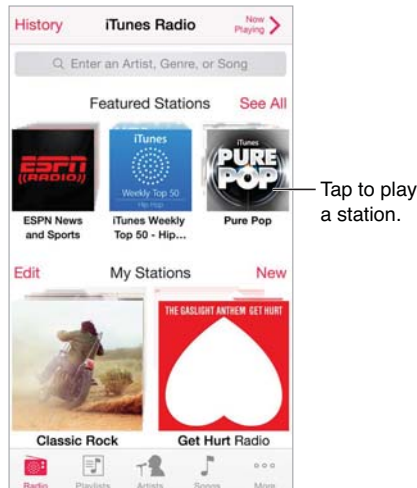 History iTunes Radio Now Playing
Enter an Artist, Genre, or Song
Featured Stations See All
ESPN
((RADIO))
iTunes
Weekly Top 50
Hip Hop
iTunes
PURE
POP
Tap to play
a station.
ESPN News
and Sports
iTunes Weekly
Top 50 - Hip...
Pure Pop
Edit My Stations New
THE GASLIGHT ANTHEM GET HURT
Classic Rock Get Hurt Radio
Radio Playlists Artists Songs More